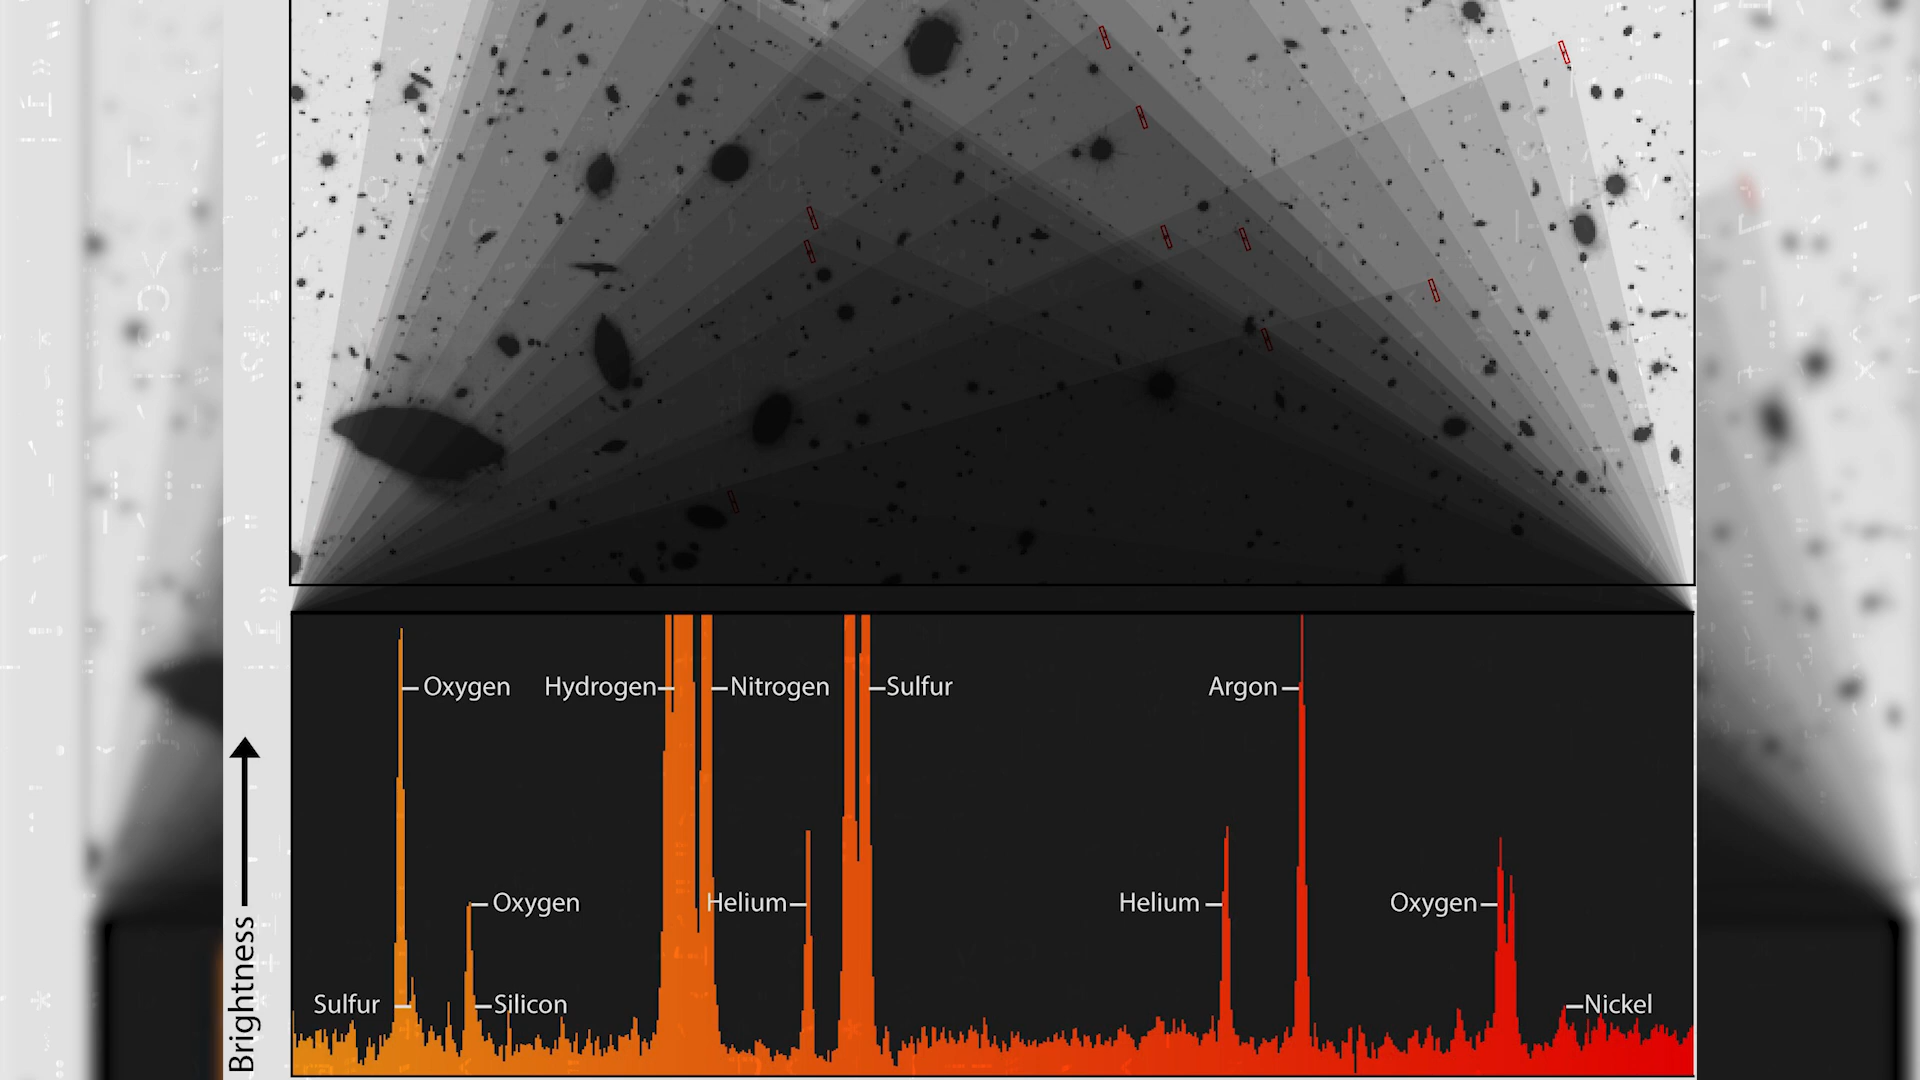 Oxygen
Hydrogen
Nitrogen
Sulfur
Argon
Oxygen
Helium
Helium
Oxygen
Sulfur
Silicon
Nickel
Brightness